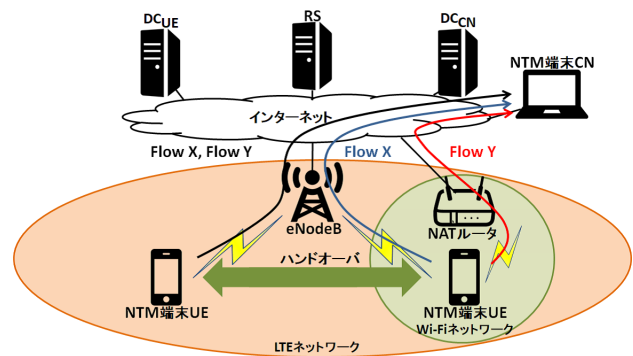 DCUE
RS
DCCN
NTM端末CN
インターネット
Flow X, Flow Y
Flow X
Flow Y
eNodeB
NATルータ
ハンドオーバ
NTM端末UE
NTM端末UE
Wi-Fiネットワーク
LTEネットワーク